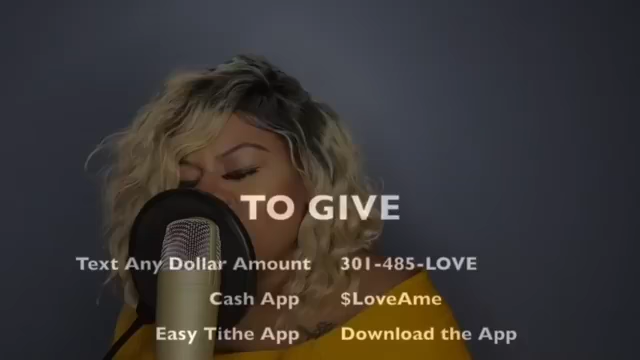 TO GIVE
Text Any Dollar Amount 301-485-LOVE
Cash App $LoveAme
Easy Tithe App Download the App